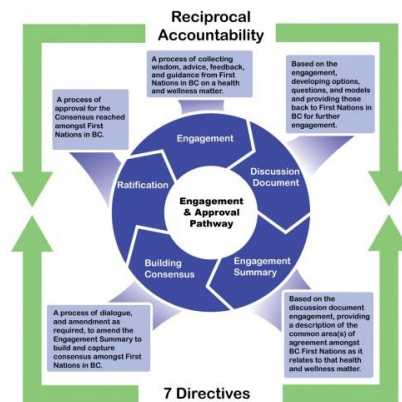 Reciprocal
Accountability
A process of collecting
wisdom, advice, feedback,
and guidance from First
Nations in BC on a health
and wellness matter.
A process of
approval for the
Consensus reached
amongst First
Nations in BC.
Based on the
engagement,
developing options,
questions, and models
and providing those
back to First Nations in
BC for further
engagement.
Engagement
Discussion
Document
Ratification
Engagement
& Approval
Pathway
Building
Consensus
Engagement
Summary
A process of dialogue,
and amendment as
required, to amend the
Engagement Summary to
build and capture
consensus amongst First
Nations in BC.
Based on the
discussion document
engagement, providing
a description of the
common area(s) of
agreement amongst
BC First Nations as it
relates to that health
and wellness matter.
7 Directives